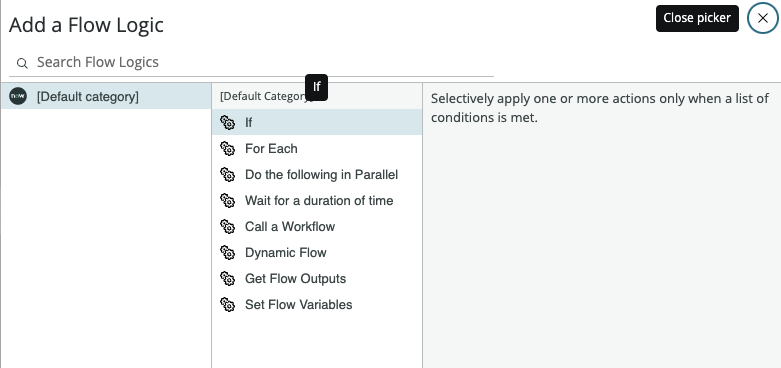 Add a Flow Logic
Close picker
Search Flow Logics
now
[Default category]
[Default Category]
If
If
For Each
Do the following in Parallel
Wait for a duration of time
Call a Workflow
Dynamic Flow
Get Flow Outputs
Set Flow Variables
Selectively apply one or more actions only when a list of
conditions is met.